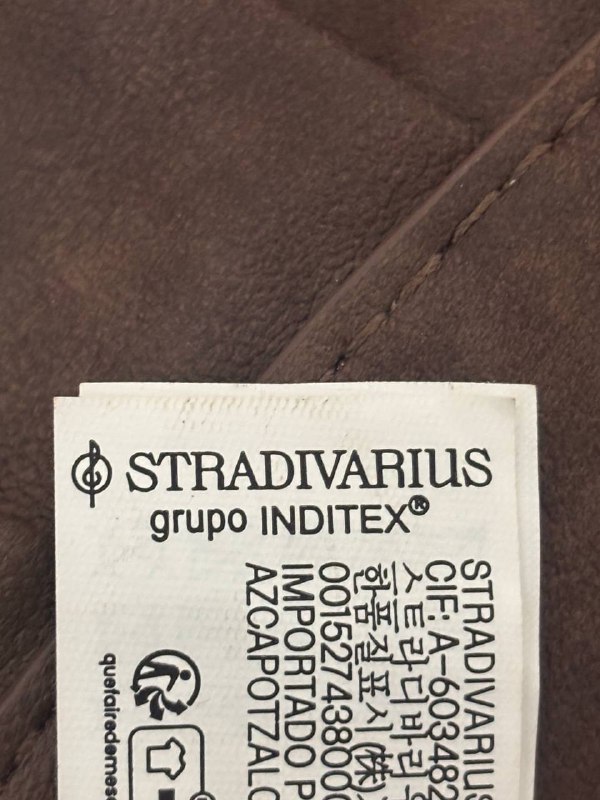 STRADIVARIUS
grupo INDITEX®
STRADIVARIUS
CIF: A-603482
스트라디바리우
한품질표시(㈱)
0015274380
IMPORTADO P
AZCAPOTZALC
quefairedemes